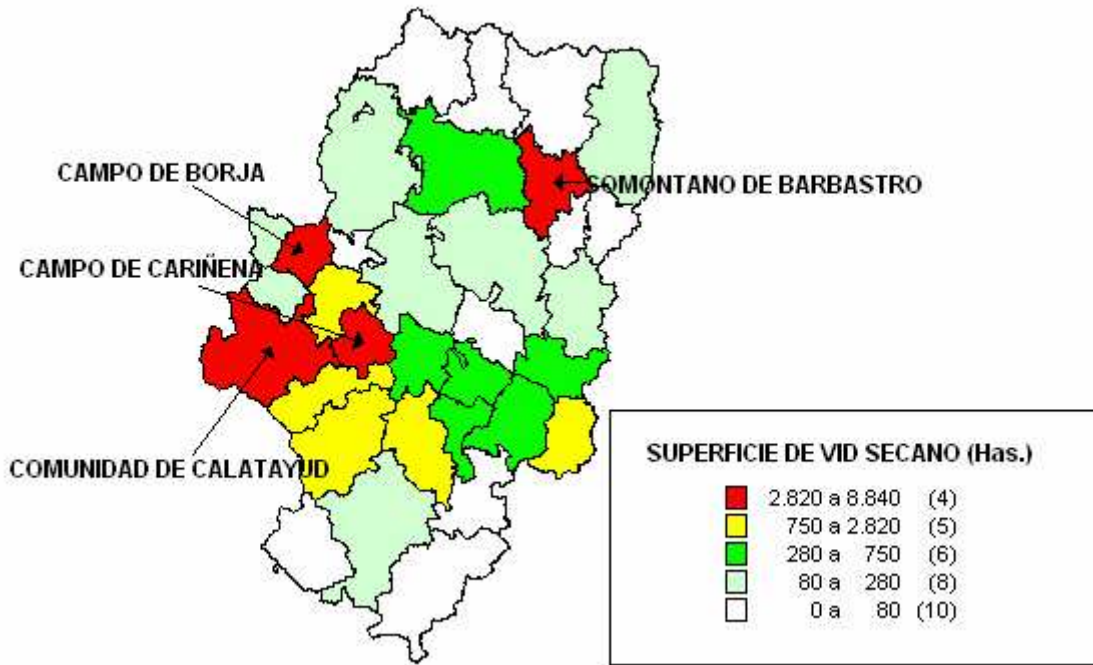 CAMPO DE BORJA
SOMONTANO DE BARBASTRO
CAMPO DE CARIÑENA
COMUNIDAD DE CALATAYUD
SUPERFICIE DE VID SECANO (Has.)
2.820 a 8.840 (4)
750 a 2.820 (5)
280 a 750 (6)
80 a 280 (8)
0 a 80 (10)